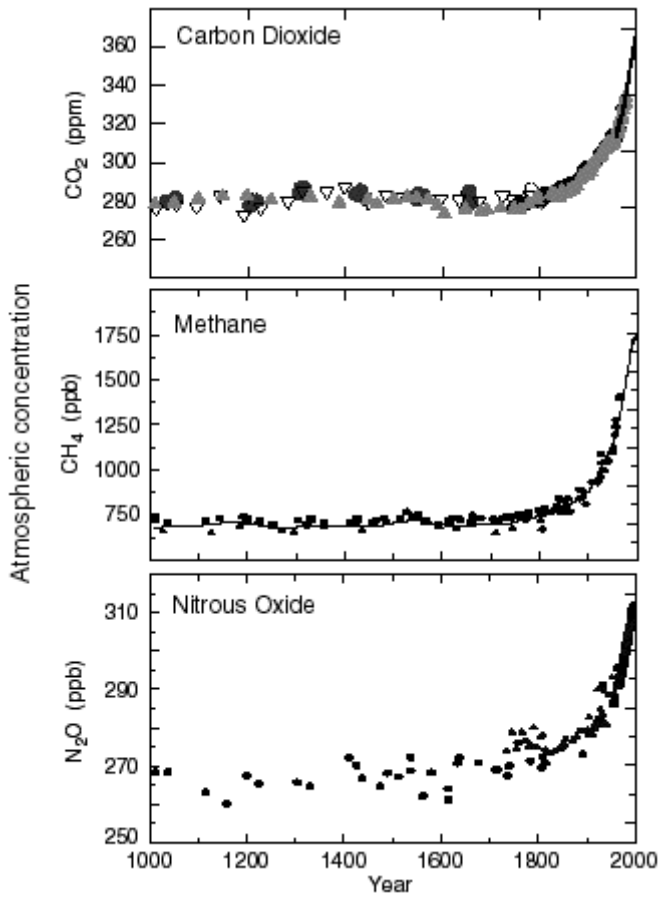 Atmospheric concentration
Carbon Dioxide
CO₂ (ppm)
360
340
320
300
280
260
Methane
CH₄ (ppb)
1750
1500
1250
1000
750
Nitrous Oxide
N₂O (ppb)
310
290
270
250
1000 1200 1400 1600 1800 2000
Year